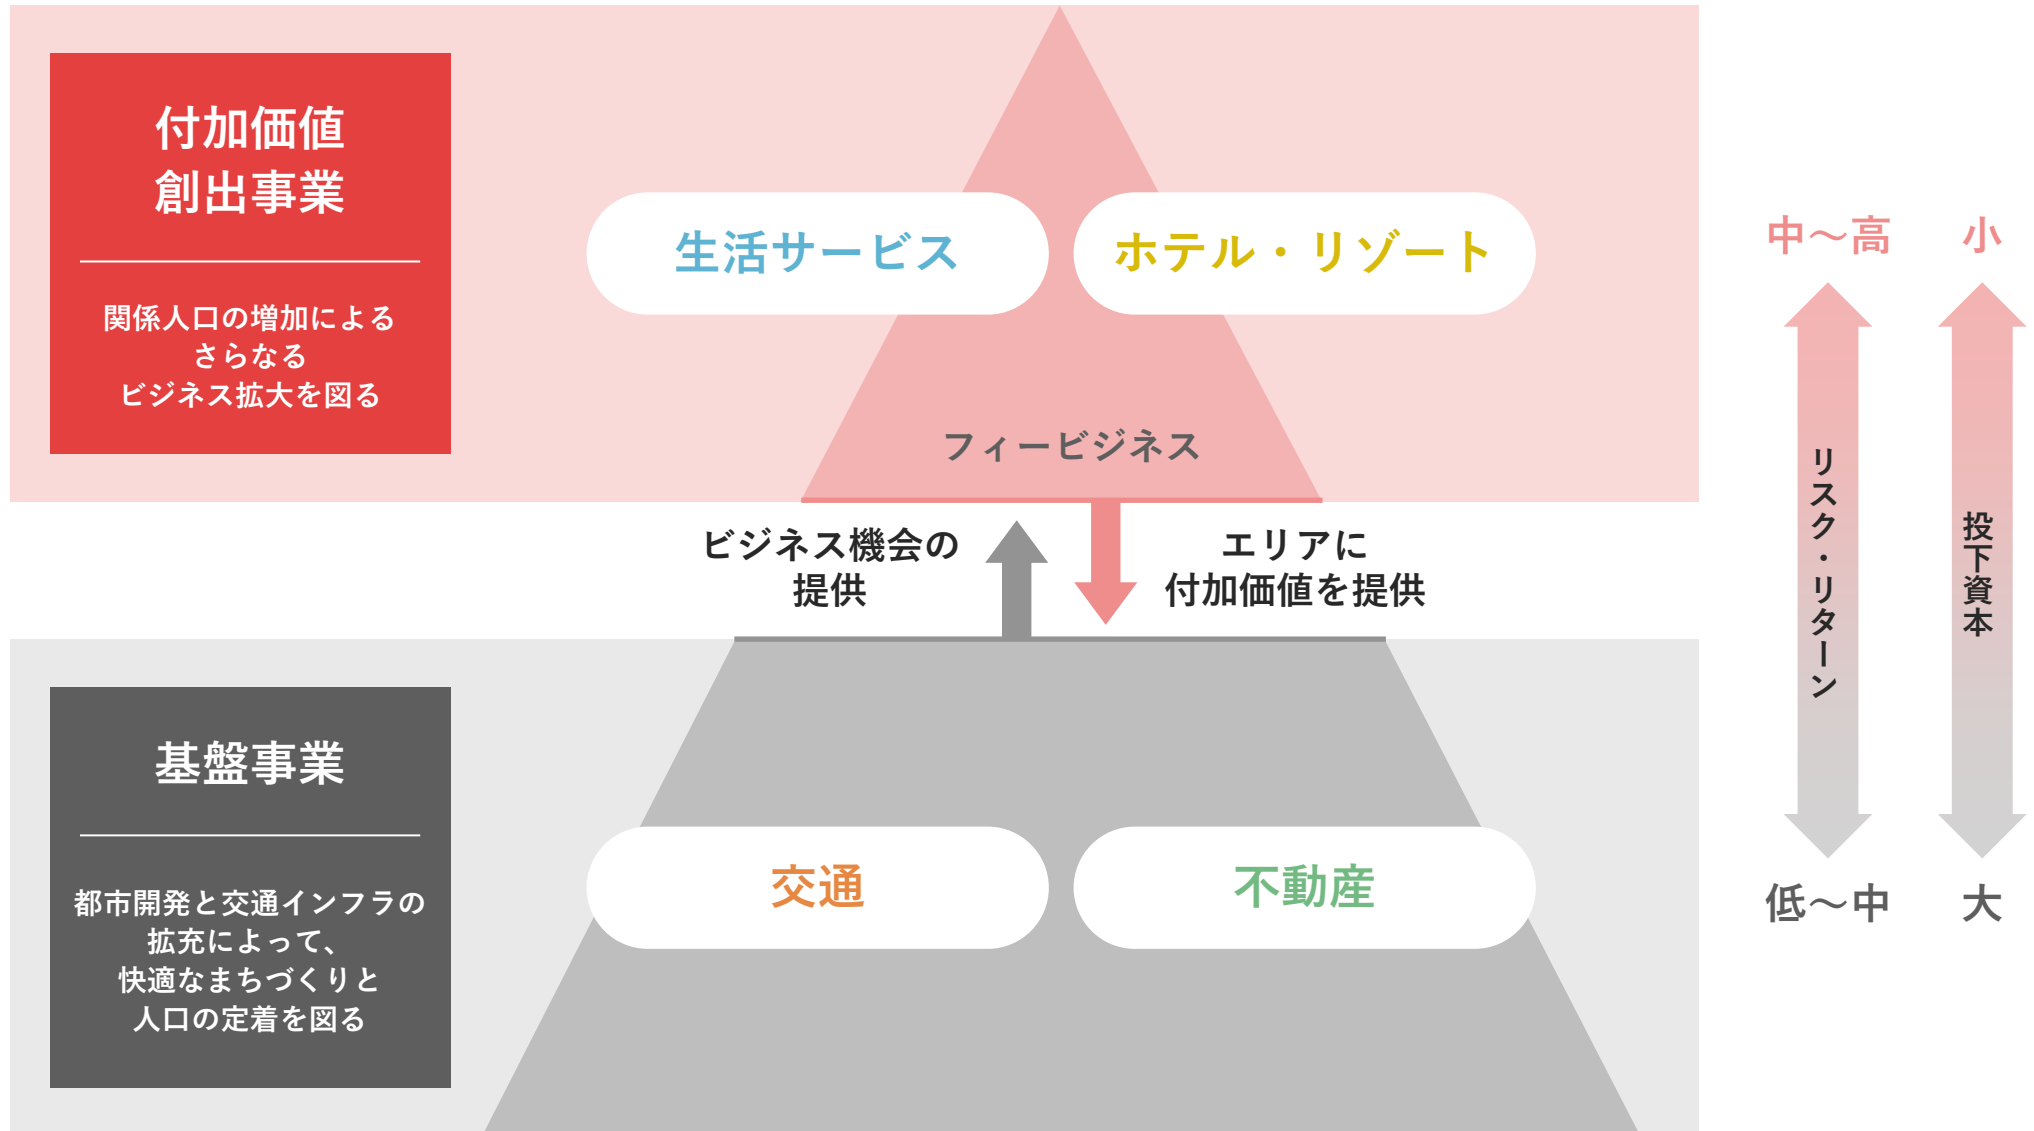 付加価値
創出事業
関係人口の増加による
さらなる
ビジネス拡大を図る
生活サービス
ホテル・リゾート
フィービジネス
ビジネス機会の
提供
エリアに
付加価値を提供
基盤事業
都市開発と交通インフラの
拡充によって、
快適なまちづくりと
人口の定着を図る
交通
不動産
中〜高
リスク・リターン
低〜中
小
投下資本
大